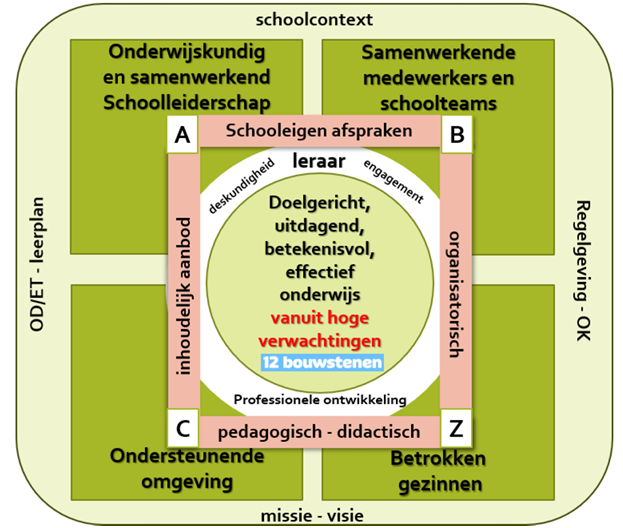 schoolcontext
Onderwijskundig
en samenwerkend
Schoolleiderschap
Samenwerkende
medewerkers en
schoolteams
A
Schooleigen afspraken
B
leraar
deskundigheid
engagement
OD/ET - leerplan
inhoudelijk aanbod
Doelgericht,
uitdagend,
betekenisvol,
effectief
onderwijs
vanuit hoge
verwachtingen
12 bouwstenen
organisatorisch
Regelgeving - OK
Professionele ontwikkeling
C
pedagogisch - didactisch
Z
Ondersteunende
omgeving
Betrokken
gezinnen
missie - visie